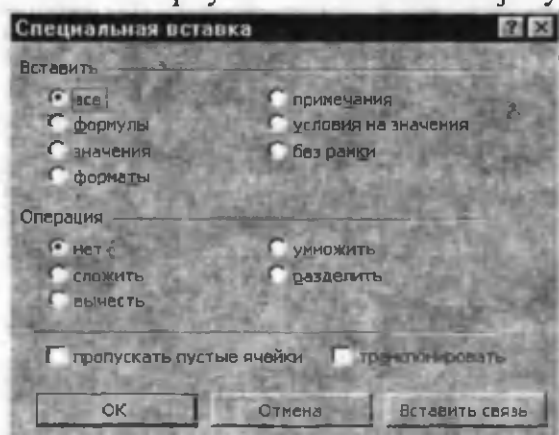 Специальная вставка
Вставить
все
примечания
формулы
условия на значения
значения
без рамки
форматы
Операция
нет
умножить
сложить
разделить
вычесть
пропускать пустые ячейки
транспонировать
ОК
Отмена
Вставить связь